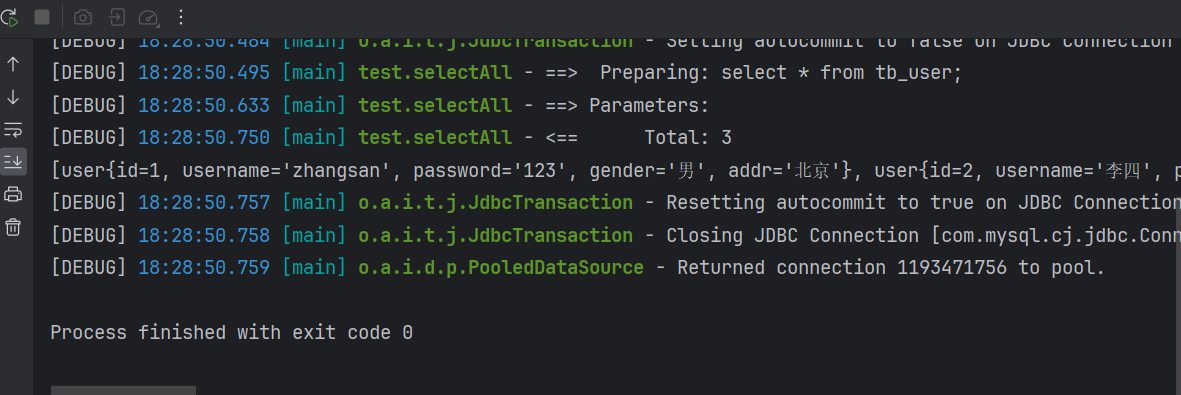 [DEBUG] 18:28:50.484 [main] o.a.i.t.j.JdbcTransaction - Setting autocommit to false on JDBC Connection
[DEBUG] 18:28:50.495 [main] test.selectAll - ==>  Preparing: select * from tb_user;
[DEBUG] 18:28:50.633 [main] test.selectAll - ==> Parameters:
[DEBUG] 18:28:50.750 [main] test.selectAll - <==      Total: 3
[user{id=1, username='zhangsan', password='123', gender='男', addr='北京'}, user{id=2, username='李四', p
[DEBUG] 18:28:50.757 [main] o.a.i.t.j.JdbcTransaction - Resetting autocommit to true on JDBC Connection
[DEBUG] 18:28:50.758 [main] o.a.i.t.j.JdbcTransaction - Closing JDBC Connection [com.mysql.cj.jdbc.Conn
[DEBUG] 18:28:50.759 [main] o.a.i.d.p.PooledDataSource - Returned connection 1193471756 to pool.
Process finished with exit code 0